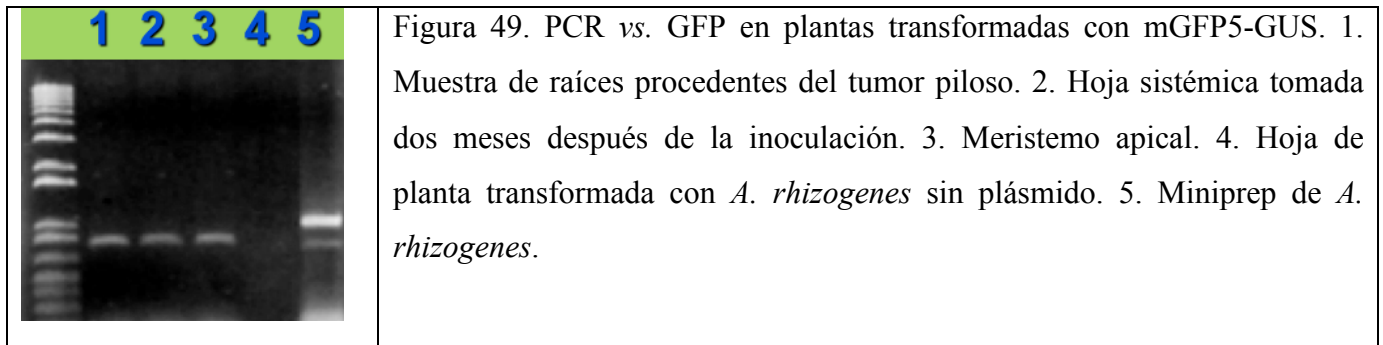 1 2 3 4 5
Figura 49. PCR vs. GFP en plantas transformadas con mGFP5-GUS. 1.
Muestra de raíces procedentes del tumor piloso. 2. Hoja sistémica tomada
dos meses después de la inoculación. 3. Meristemo apical. 4. Hoja de
planta transformada con A. rhizogenes sin plásmido. 5. Miniprep de A.
rhizogenes.